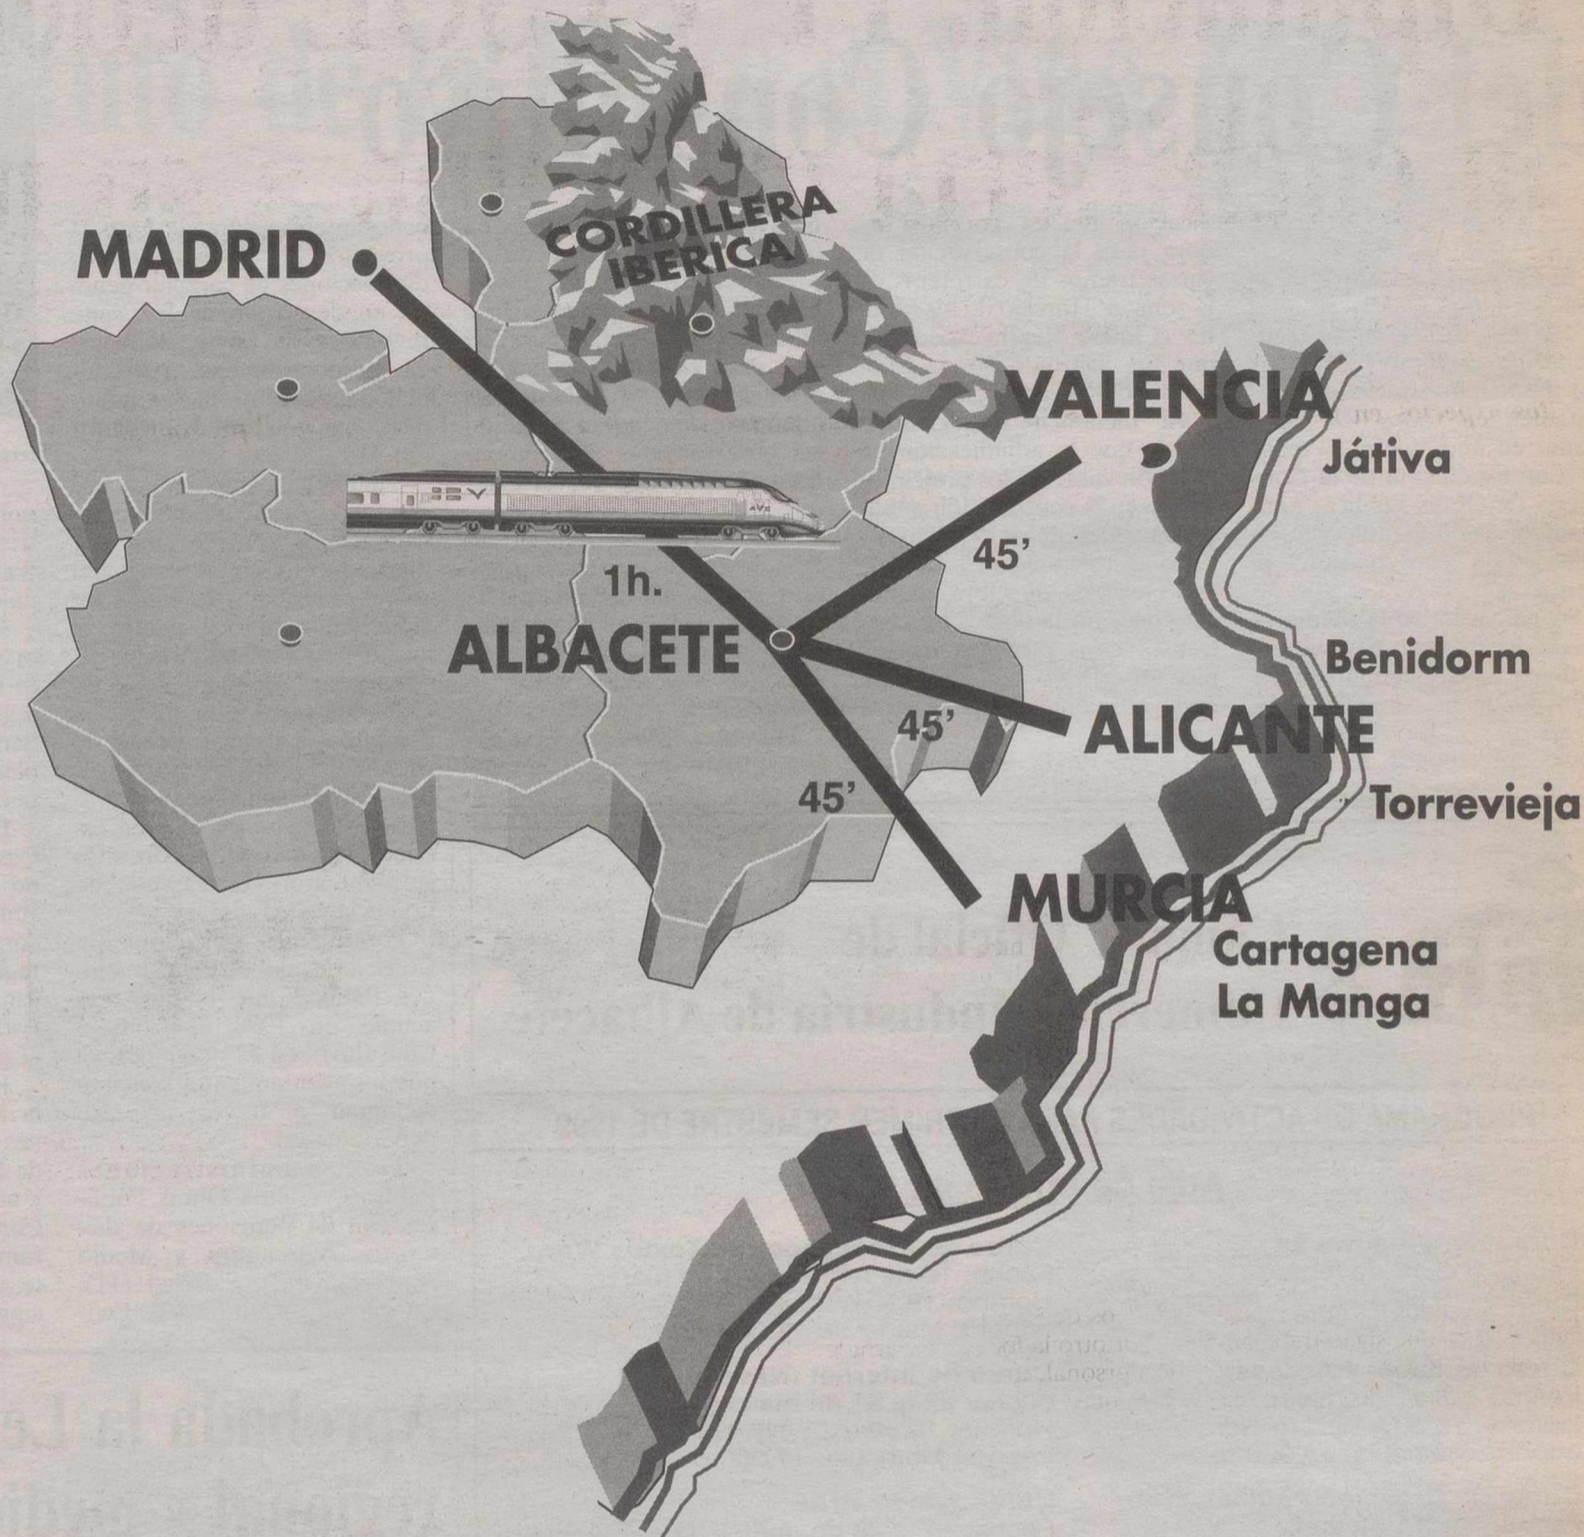 CORDILLERA
IBERICA
MADRID
VALENCIA
Játiva
45'
1h.
ALBACETE
Benidorm
45'
ALICANTE
45'
Torrevieja
MURCIA
Cartagena
La Manga